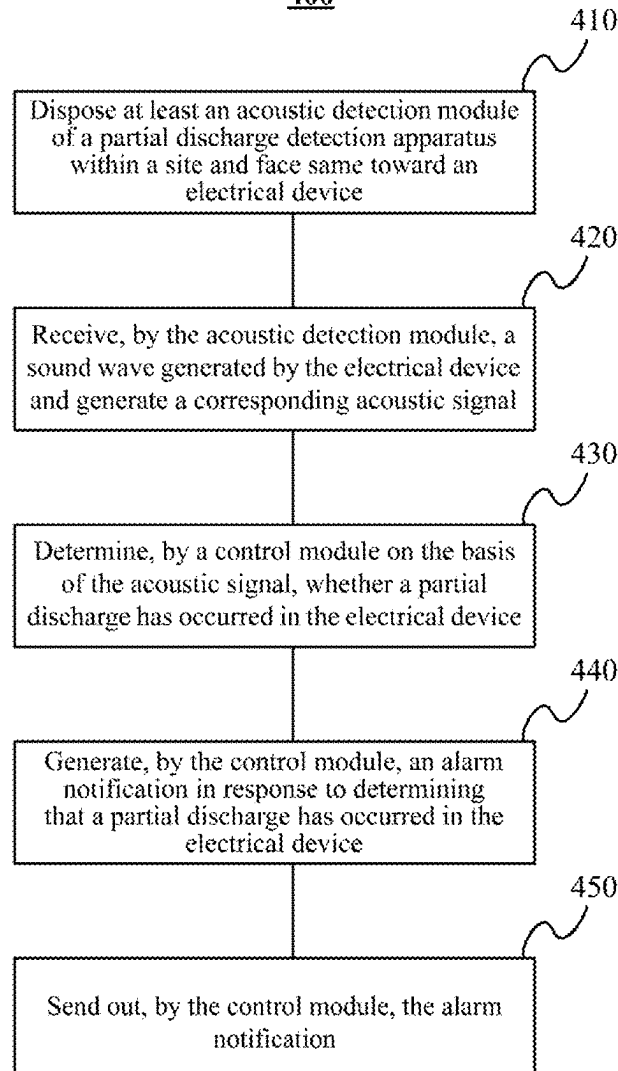 400
410
Dispose at least an acoustic detection module
of a partial discharge detection apparatus
within a site and face same toward an
electrical device
420
Receive, by the acoustic detection module, a
sound wave generated by the electrical device
and generate a corresponding acoustic signal
430
Determine, by a control module on the basis
of the acoustic signal, whether a partial
discharge has occurred in the electrical device
440
Generate, by the control module, an alarm
notification in response to determining
that a partial discharge has occurred in the
electrical device
450
Send out, by the control module, the alarm
notification